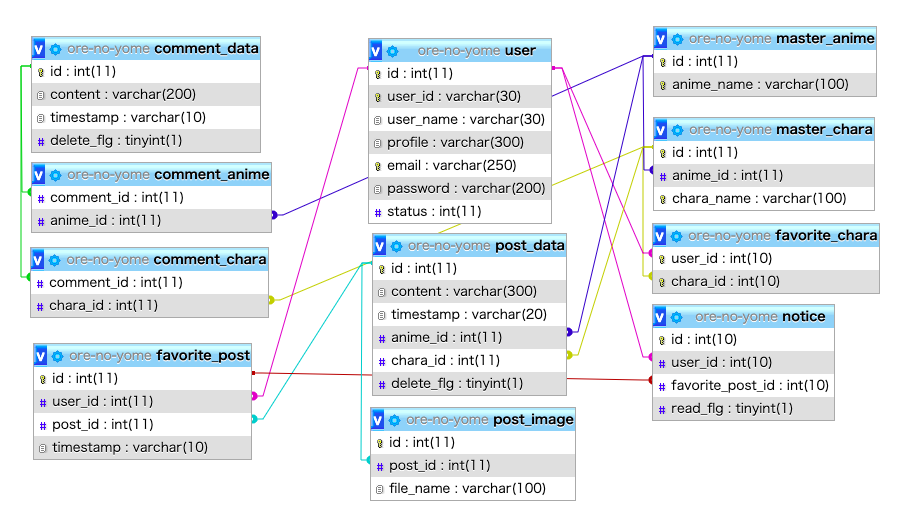 ore-no-yome comment_data
id : int(11)
content : varchar(200)
timestamp : varchar(10)
# delete_flg : tinyint(1)
ore-no-yome comment_anime
# comment_id : int(11)
# anime_id : int(11)
ore-no-yome comment_chara
# comment_id : int(11)
# chara_id : int(11)
ore-no-yome favorite_post
id : int(11)
# user_id : int(11)
# post_id : int(11)
timestamp : varchar(10)
ore-no-yome user
id : int(11)
user_id : varchar(30)
user_name : varchar(30)
profile : varchar(300)
email : varchar(250)
password : varchar(200)
# status : int(11)
ore-no-yome post_data
id : int(11)
content : varchar(300)
timestamp : varchar(20)
# anime_id : int(11)
# chara_id : int(11)
# delete_flg : tinyint(1)
ore-no-yome post_image
id : int(11)
# post_id : int(11)
file_name : varchar(100)
ore-no-yome master_anime
id : int(11)
anime_name : varchar(100)
ore-no-yome master_chara
id : int(11)
# anime_id : int(11)
chara_name : varchar(100)
ore-no-yome favorite_chara
user_id : int(10)
chara_id : int(10)
ore-no-yome notice
id : int(10)
# user_id : int(10)
# favorite_post_id : int(10)
# read_flg : tinyint(1)